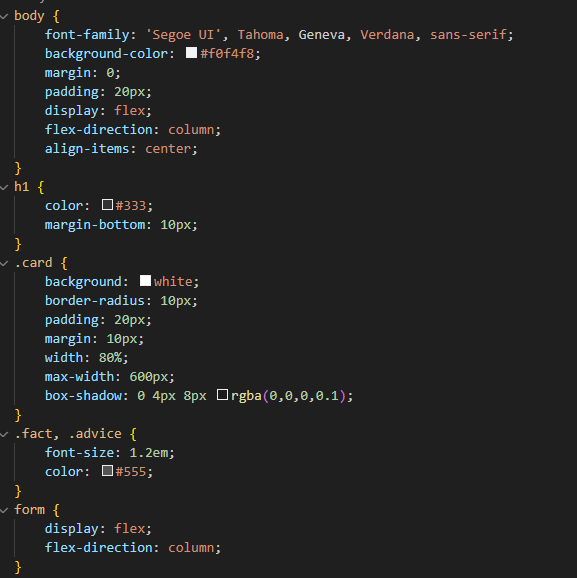 body {
    font-family: 'Segoe UI', Tahoma, Geneva, Verdana, sans-serif;
    background-color: #f0f4f8;
    margin: 0;
    padding: 20px;
    display: flex;
    flex-direction: column;
    align-items: center;
}
h1 {
    color: #333;
    margin-bottom: 10px;
}
.card {
    background: white;
    border-radius: 10px;
    padding: 20px;
    margin: 10px;
    width: 80%;
    max-width: 600px;
    box-shadow: 0 4px 8px rgba(0,0,0,0.1);
}
.fact, .advice {
    font-size: 1.2em;
    color: #555;
}
form {
    display: flex;
    flex-direction: column;
}